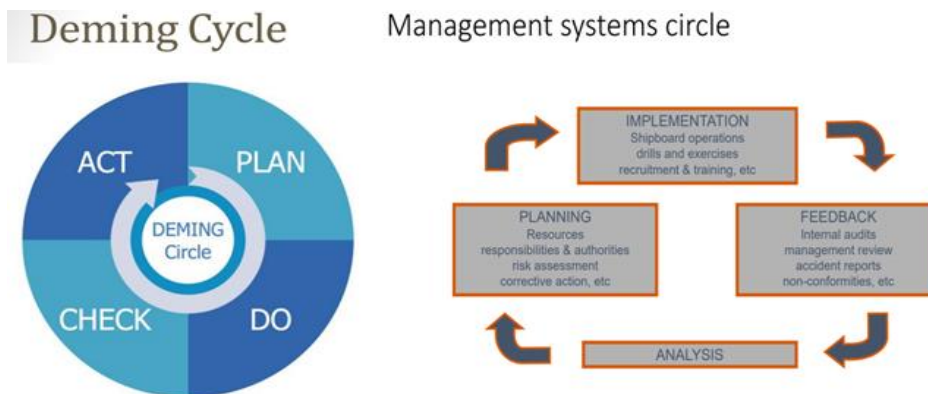 Deming Cycle
Management systems circle
ACT
PLAN
DEMING
Circle
CHECK
DO
IMPLEMENTATION
Shipboard operations
drills and exercises
recruitment & training, etc
PLANNING
Resources
responsibilities & authorities
risk assessment
corrective action, etc
FEEDBACK
Internal audits
management review
accident reports
non-conformities, etc
ANALYSIS